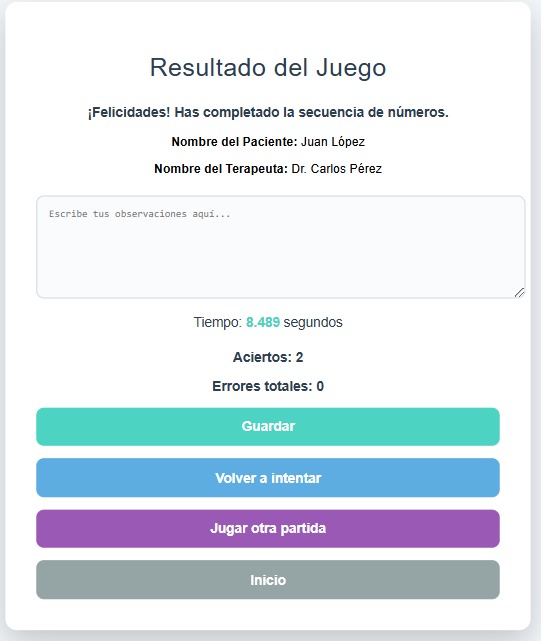 Resultado del Juego
¡Felicidades! Has completado la secuencia de números.
Nombre del Paciente: Juan López
Nombre del Terapeuta: Dr. Carlos Pérez
Escribe tus observaciones aquí...
Tiempo: 8.489 segundos
Aciertos: 2
Errores totales: 0
Guardar
Volver a intentar
Jugar otra partida
Inicio